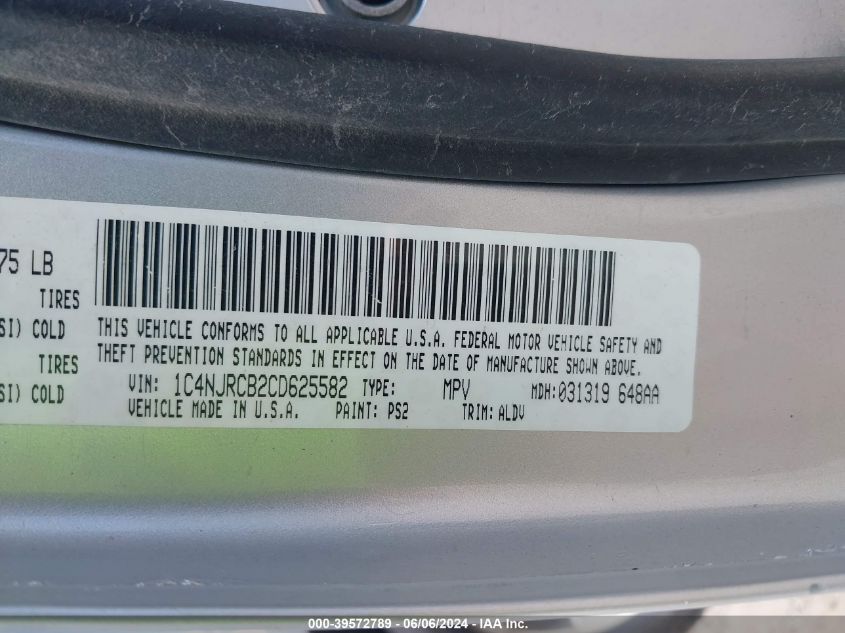 75 LB
TIRES
SI) COLD
TIRES
SI) COLD
THIS VEHICLE CONFORMS TO ALL APPLICABLE U.S.A. FEDERAL MOTOR VEHICLE SAFETY AND
THEFT PREVENTION STANDARDS IN EFFECT ON THE DATE OF MANUFACTURE SHOWN ABOVE.
VIN: 1C4NJRCB2CD625582 TYPE: MPV MDH:031319 648AA
VEHICLE MADE IN U.S.A. PAINT: PS2 TRIM: ALDV
000-39572789 - 06/06/2024 - IAA Inc.